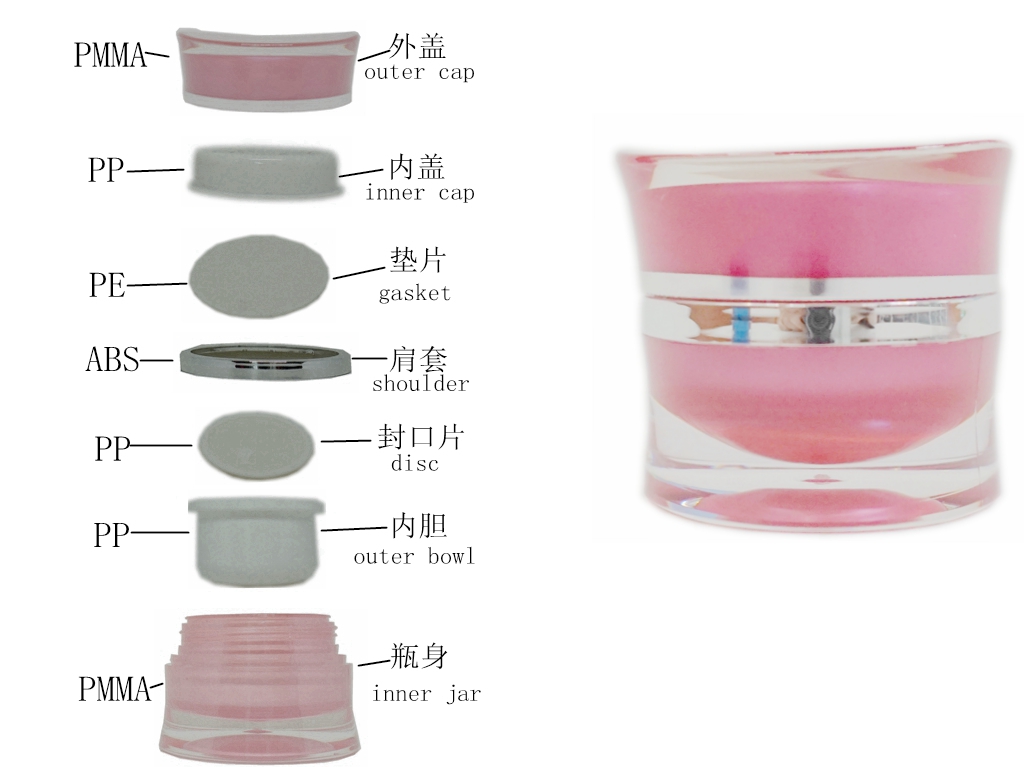 PMMA
外盖
outer cap
PP
内盖
inner cap
PE
垫片
gasket
ABS
肩套
shoulder
PP
封口片
disc
PP
内胆
outer bowl
PMMA
瓶身
inner jar